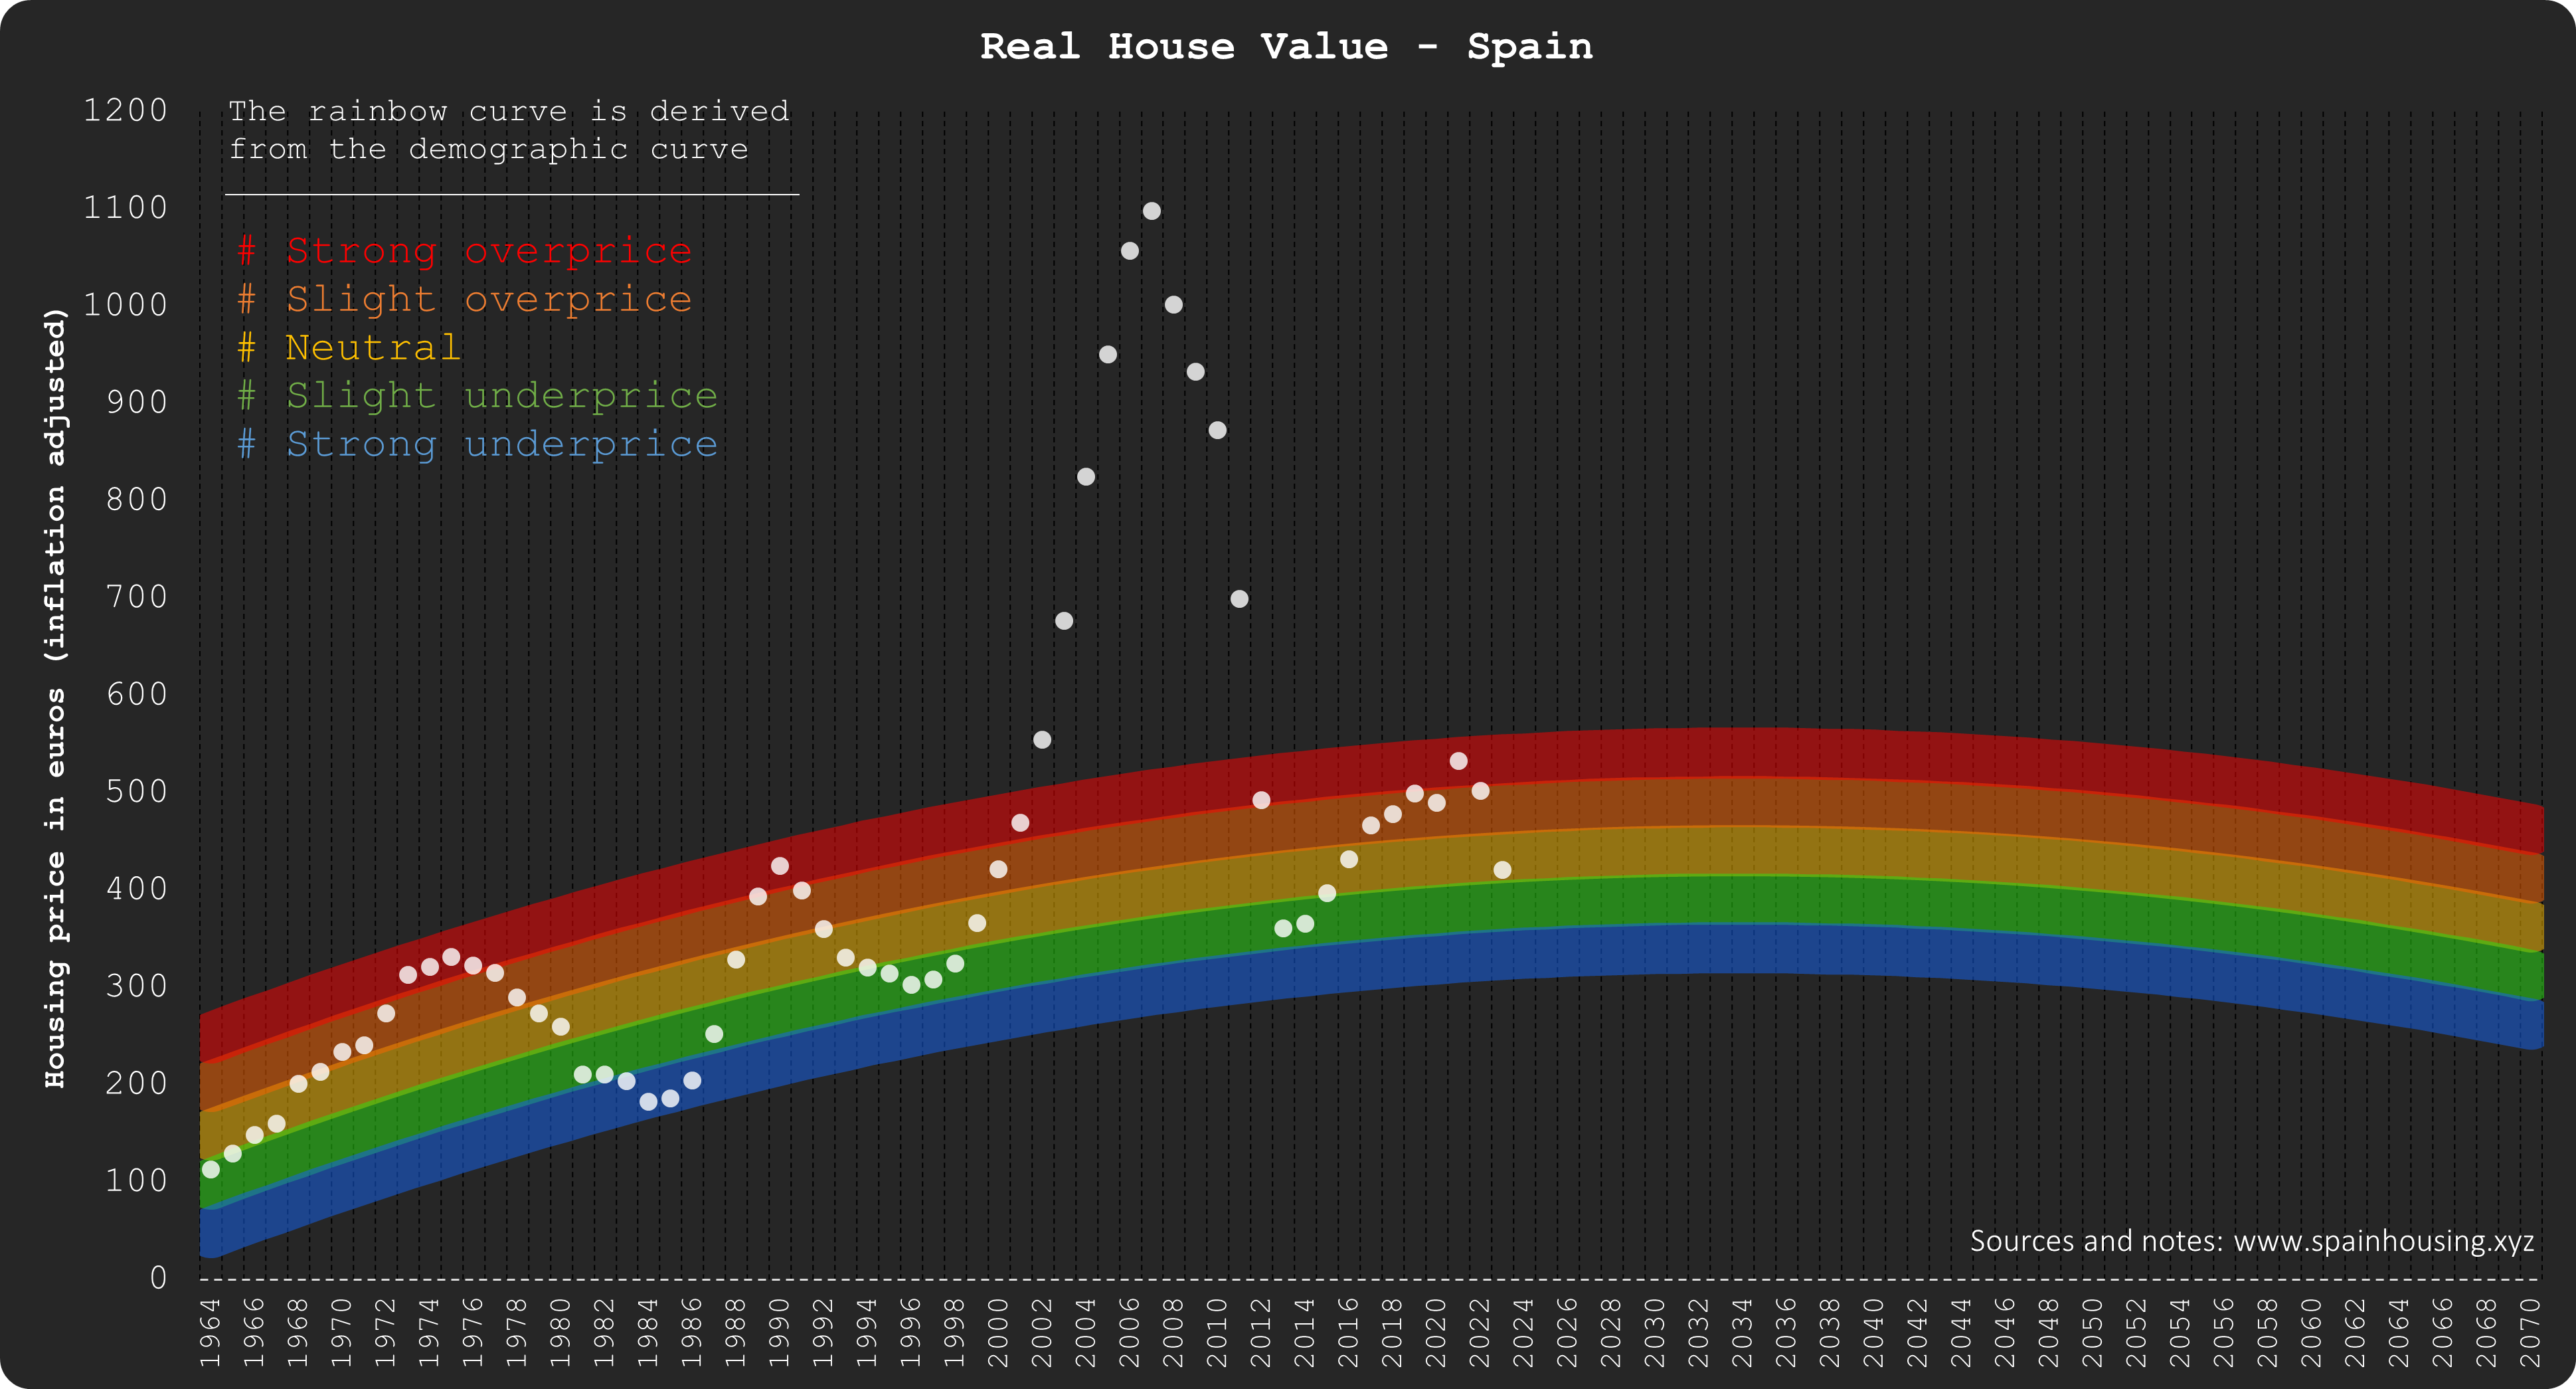 Real House Value - Spain
The rainbow curve is derived
from the demographic curve
# Strong overprice
# Slight overprice
# Neutral
# Slight underprice
# Strong underprice
Housing price in euros (inflation adjusted)
1200
1100
1000
900
800
700
600
500
400
300
200
100
0
Sources and notes: www.spainhousing.xyz
1964 1966 1968 1970 1972 1974 1976 1978 1980 1982 1984 1986 1988 1990 1992 1994 1996 1998 2000 2002 2004 2006 2008 2010 2012 2014 2016 2018 2020 2022 2024 2026 2028 2030 2032 2034 2036 2038 2040 2042 2044 2046 2048 2050 2052 2054 2056 2058 2060 2062 2064 2066 2068 2070